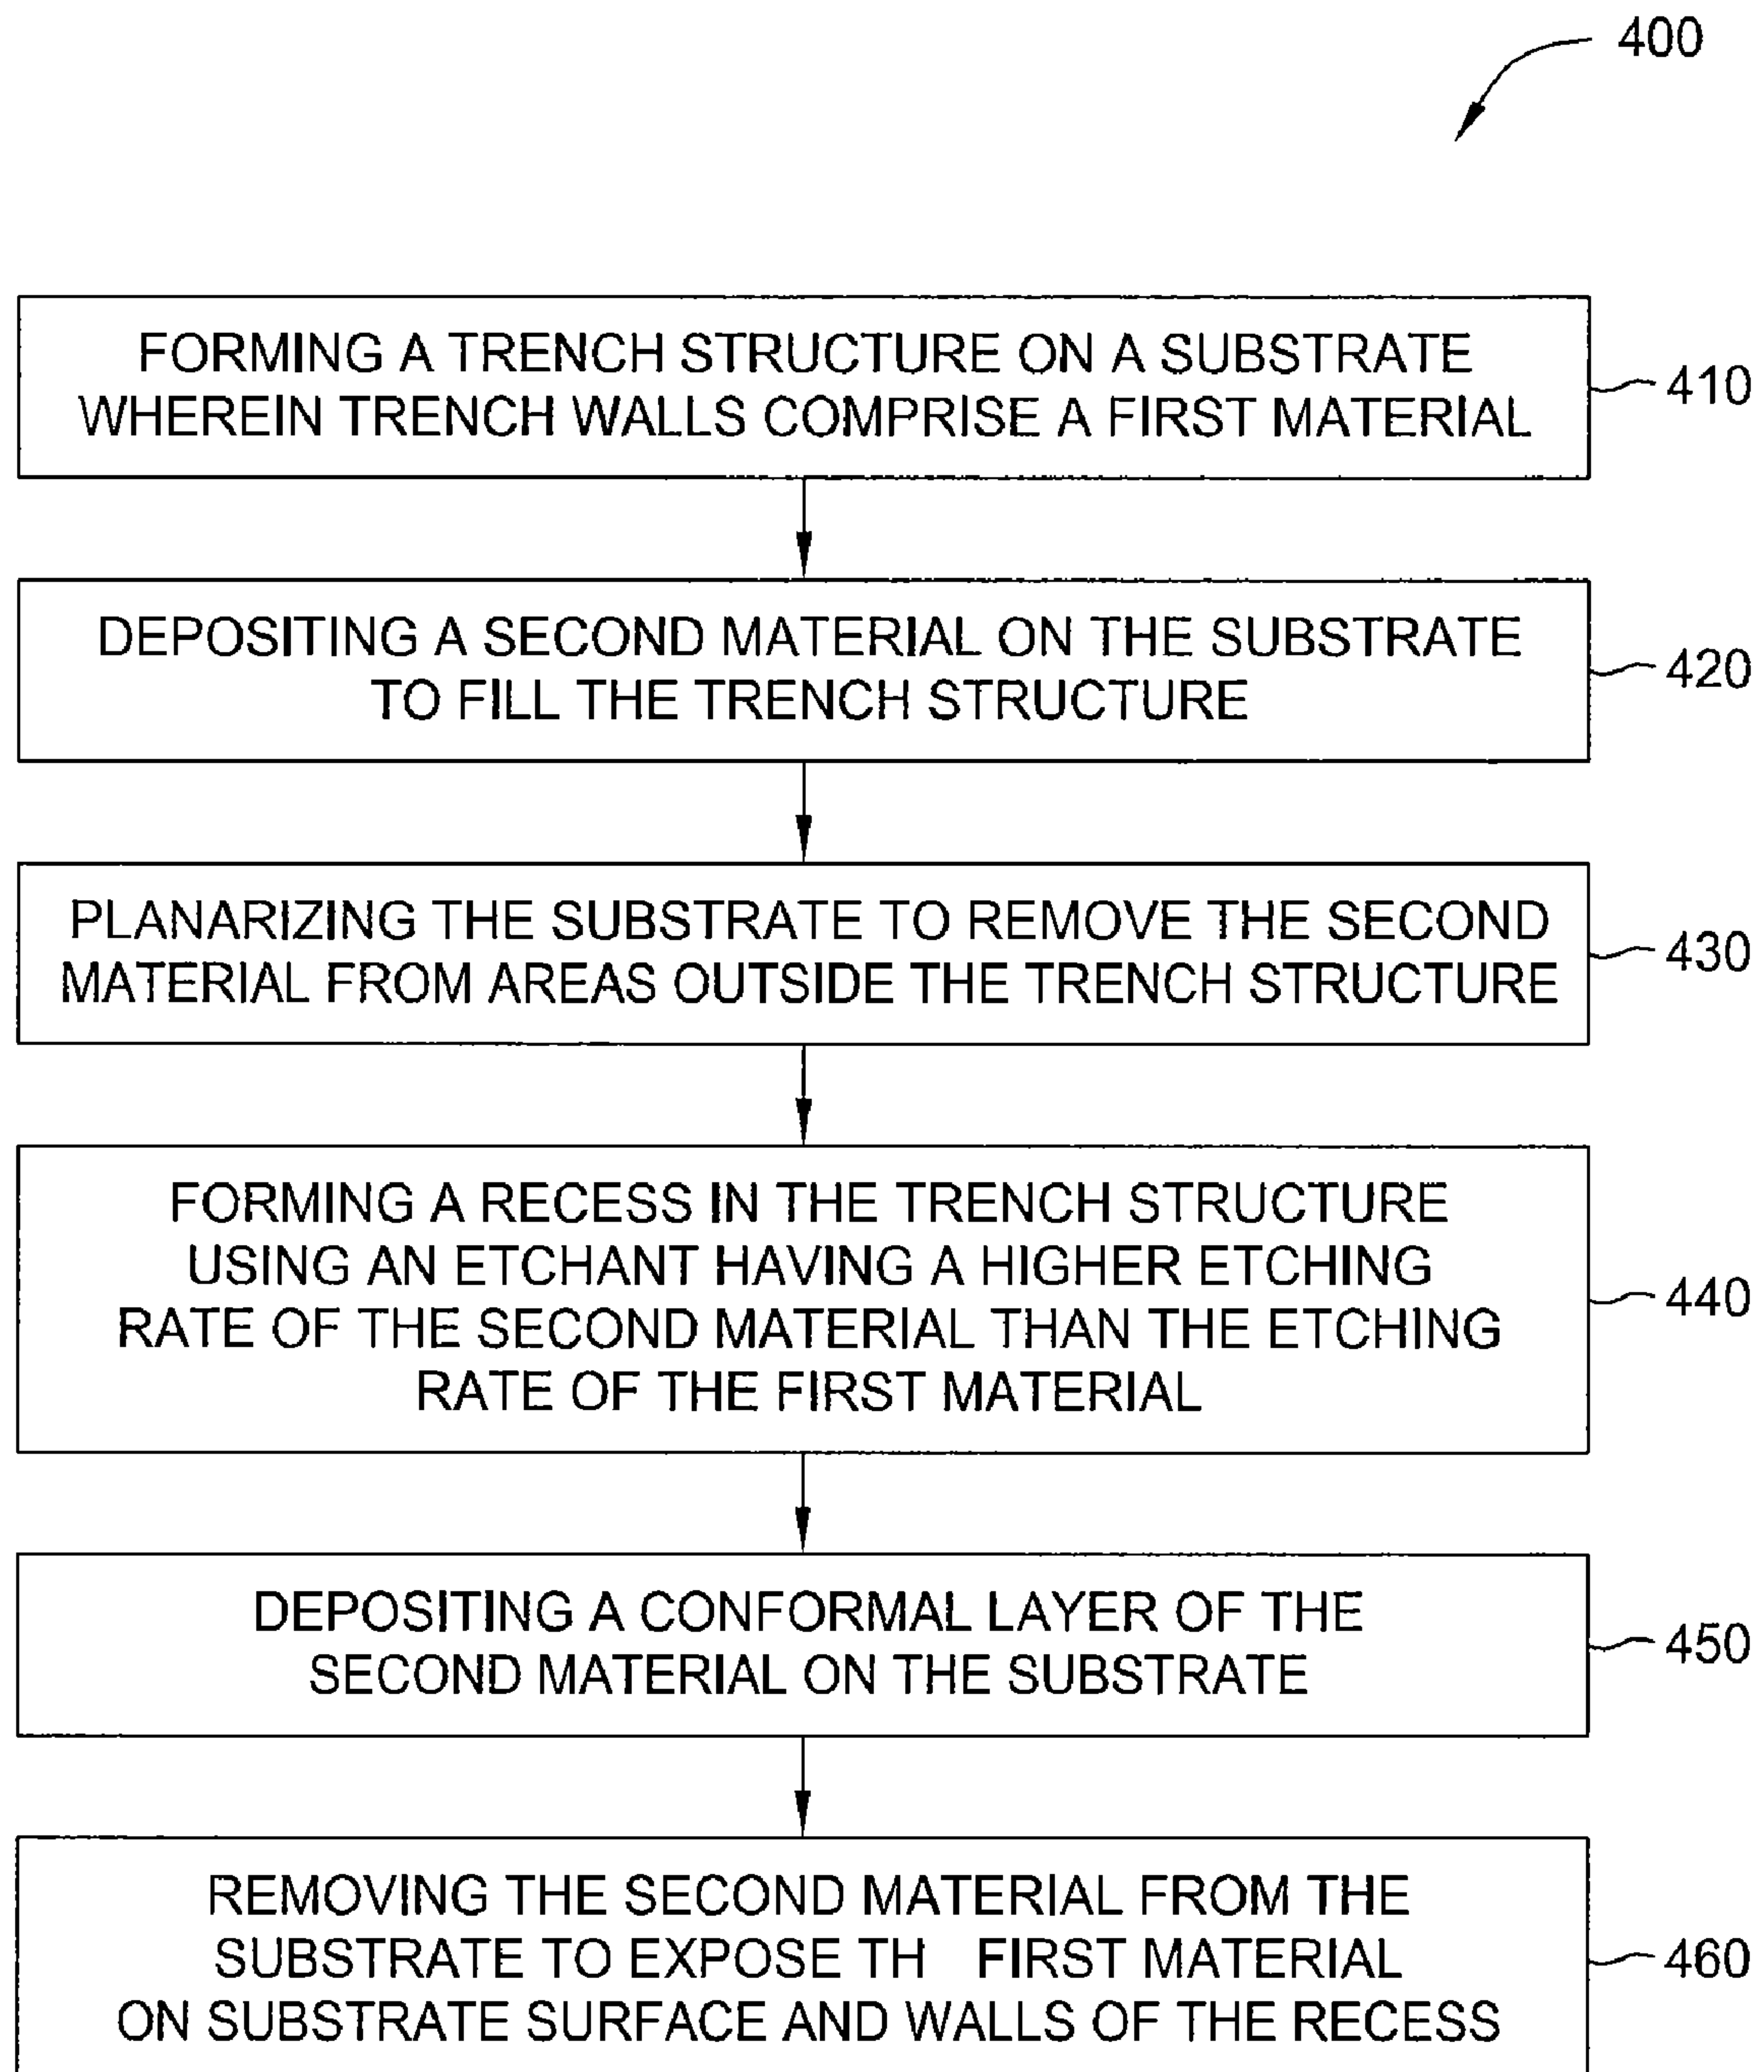 400
FORMING A TRENCH STRUCTURE ON A SUBSTRATE
WHEREIN TRENCH WALLS COMPRISE A FIRST MATERIAL
410
DEPOSITING A SECOND MATERIAL ON THE SUBSTRATE
TO FILL THE TRENCH STRUCTURE
420
PLANARIZING THE SUBSTRATE TO REMOVE THE SECOND
MATERIAL FROM AREAS OUTSIDE THE TRENCH STRUCTURE
430
FORMING A RECESS IN THE TRENCH STRUCTURE
USING AN ETCHANT HAVING A HIGHER ETCHING
RATE OF THE SECOND MATERIAL THAN THE ETCHING
RATE OF THE FIRST MATERIAL
440
DEPOSITING A CONFORMAL LAYER OF THE
SECOND MATERIAL ON THE SUBSTRATE
450
REMOVING THE SECOND MATERIAL FROM THE
SUBSTRATE TO EXPOSE TH FIRST MATERIAL
ON SUBSTRATE SURFACE AND WALLS OF THE RECESS
460